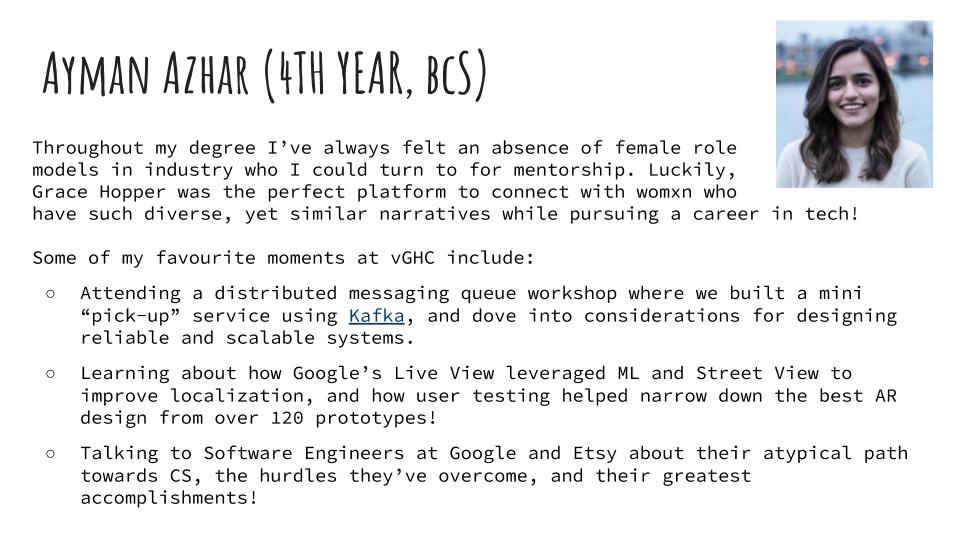 Ayman Azhar (4th year, BCS)
Throughout my degree I’ve always felt an absence of female role
models in industry who I could turn to for mentorship. Luckily,
Grace Hopper was the perfect platform to connect with womxn who
have such diverse, yet similar narratives while pursuing a career in tech!
Some of my favourite moments at vGHC include:
○ Attending a distributed messaging queue workshop where we built a mini
“pick-up” service using Kafka, and dove into considerations for designing
reliable and scalable systems.
○ Learning about how Google’s Live View leveraged ML and Street View to
improve localization, and how user testing helped narrow down the best AR
design from over 120 prototypes!
○ Talking to Software Engineers at Google and Etsy about their atypical path
towards CS, the hurdles they’ve overcome, and their greatest
accomplishments!